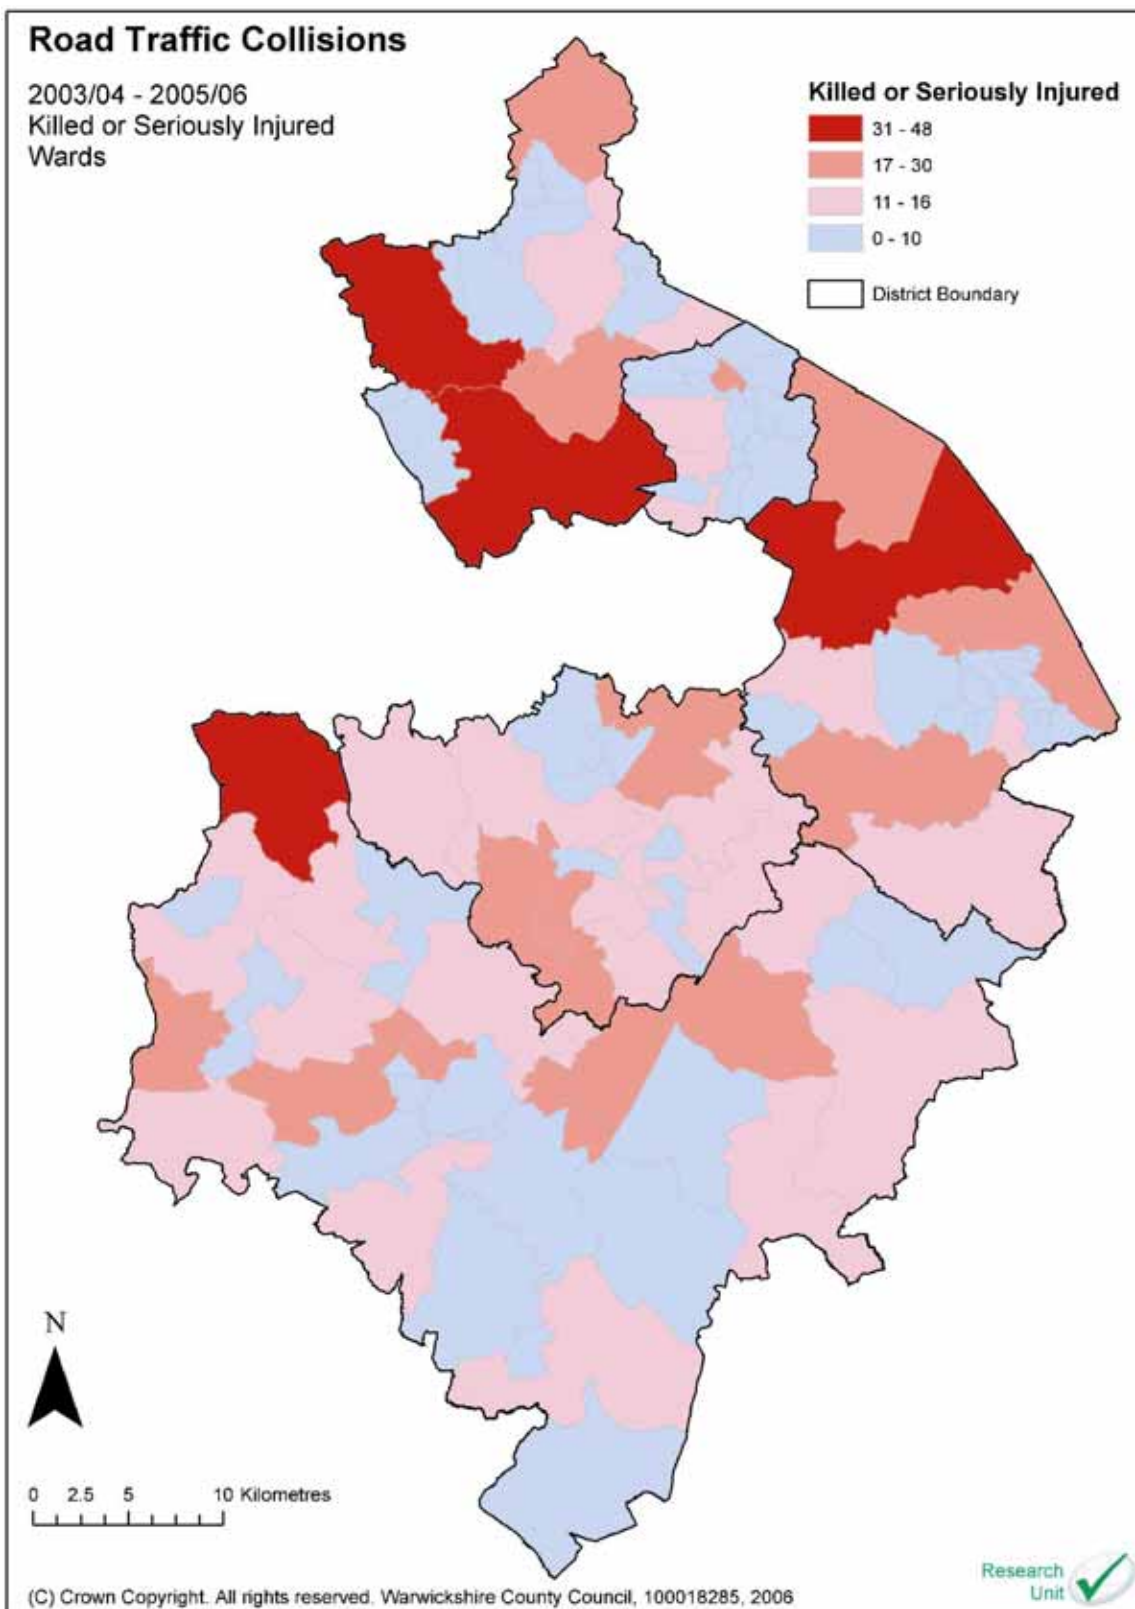 Road Traffic Collisions
2003/04 - 2005/06
Killed or Seriously Injured
Wards
Killed or Seriously Injured
31 - 48
17 - 30
11 - 16
0 - 10
District Boundary
N
0 2.5 5 10 Kilometres
Research
Unit
(C) Crown Copyright. All rights reserved. Warwickshire County Council, 100018285, 2006